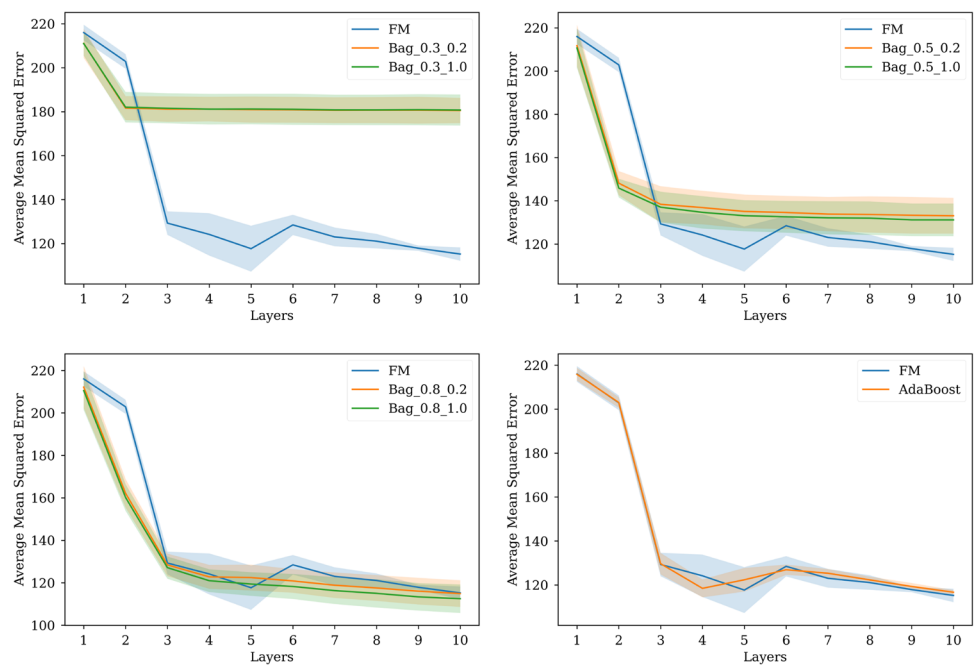 220
200
180
160
140
120
Average Mean Squared Error
1 2 3 4 5 6 7 8 9 10
Layers
FM
Bag_0.3_0.2
Bag_0.3_1.0
220
200
180
160
140
120
Average Mean Squared Error
1 2 3 4 5 6 7 8 9 10
Layers
FM
Bag_0.5_0.2
Bag_0.5_1.0
220
200
180
160
140
120
100
Average Mean Squared Error
1 2 3 4 5 6 7 8 9 10
Layers
FM
Bag_0.8_0.2
Bag_0.8_1.0
220
200
180
160
140
120
Average Mean Squared Error
1 2 3 4 5 6 7 8 9 10
Layers
FM
AdaBoost